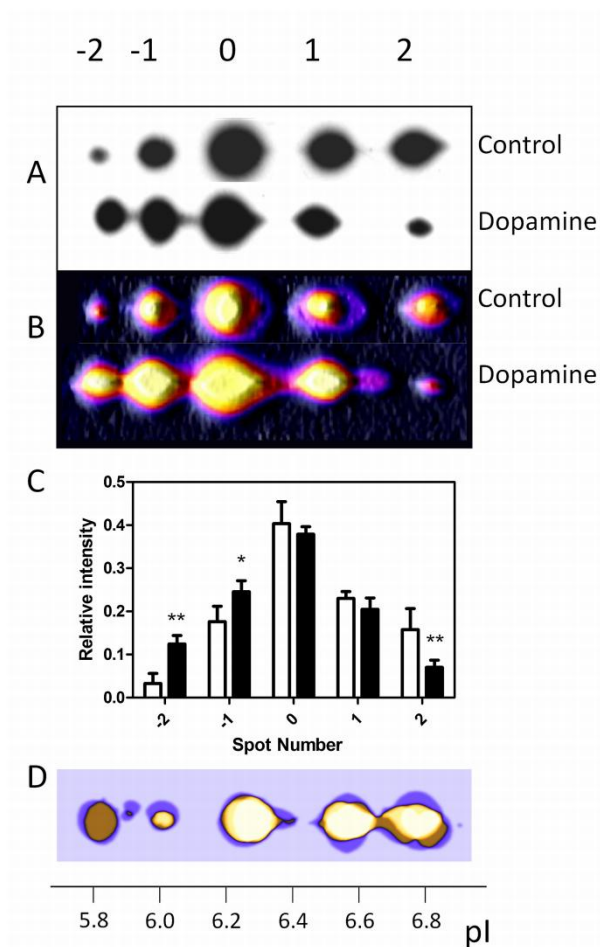 -2 -1 0 1 2
A
Control
Dopamine
B
Control
Dopamine
C
Relative intensity
0.5
0.4
0.3
0.2
0.1
0.0
**
*
**
-2 -1 0 1 2
Spot Number
D
5.8 6.0 6.2 6.4 6.6 6.8 pI